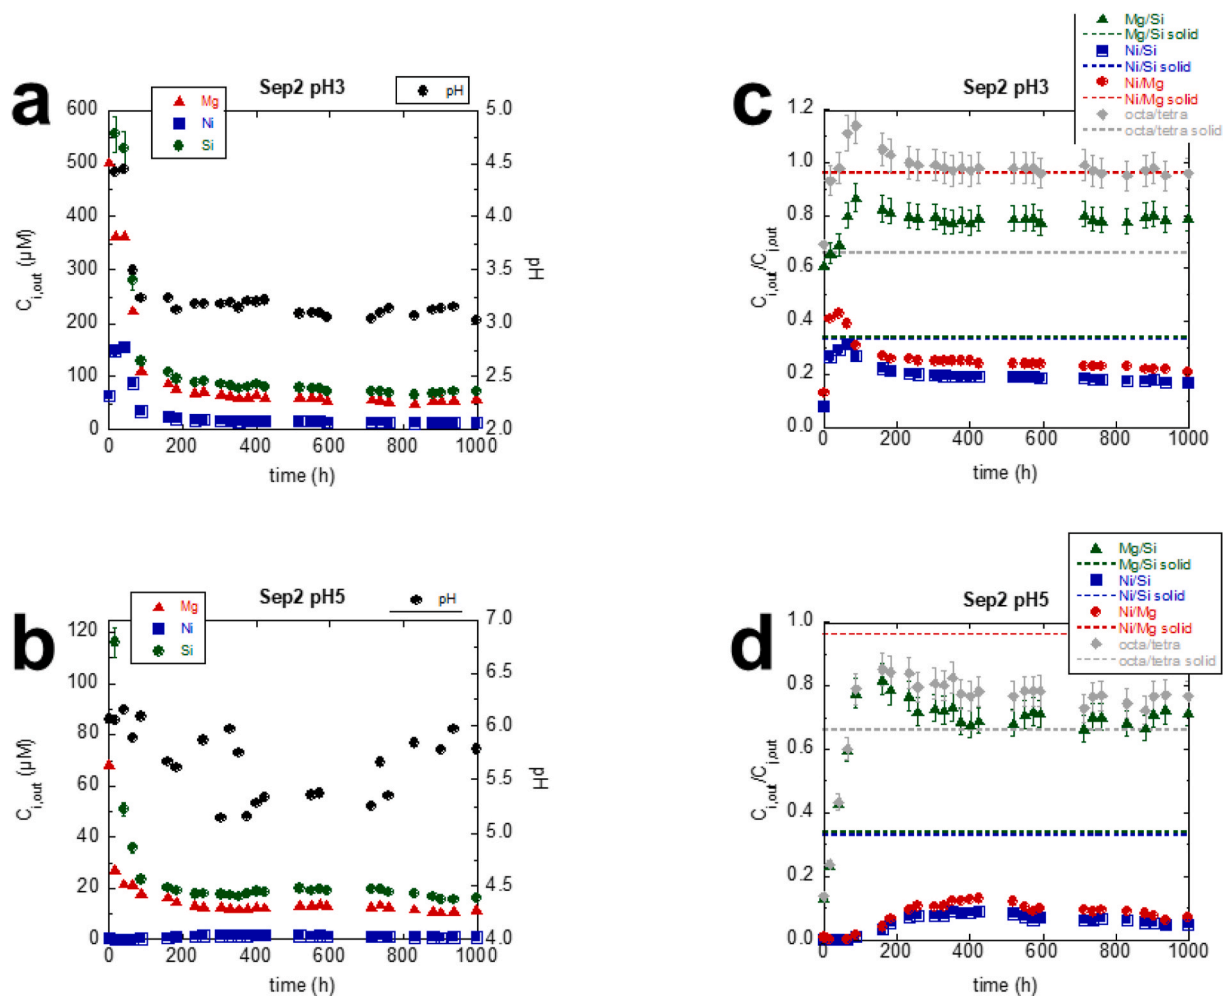 a
Sep2 pH3
Mg
Ni
Si
pH
600
500
400
300
200
100
0
C i,out (µM)
5.0
4.5
4.0
3.5
3.0
2.5
2.0
pH
0 200 400 600 800 1000
time (h)
c
Sep2 pH3
Mg/Si
Mg/Si solid
Ni/Si
Ni/Si solid
Ni/Mg
Ni/Mg solid
octa/tetra
octa/tetra solid
1.2
1.0
0.8
0.6
0.4
0.2
0.0
C i,out/C i,out
0 200 400 600 800 1000
time (h)
b
Sep2 pH5
Mg
Ni
Si
pH
120
100
80
60
40
20
0
C i,out (µM)
7.0
6.5
6.0
5.5
5.0
4.5
4.0
pH
0 200 400 600 800 1000
time (h)
d
Sep2 pH5
Mg/Si
Mg/Si solid
Ni/Si
Ni/Si solid
Ni/Mg
Ni/Mg solid
octa/tetra
octa/tetra solid
1.0
0.8
0.6
0.4
0.2
0.0
C i,out/C i,out
0 200 400 600 800 1000
time (h)